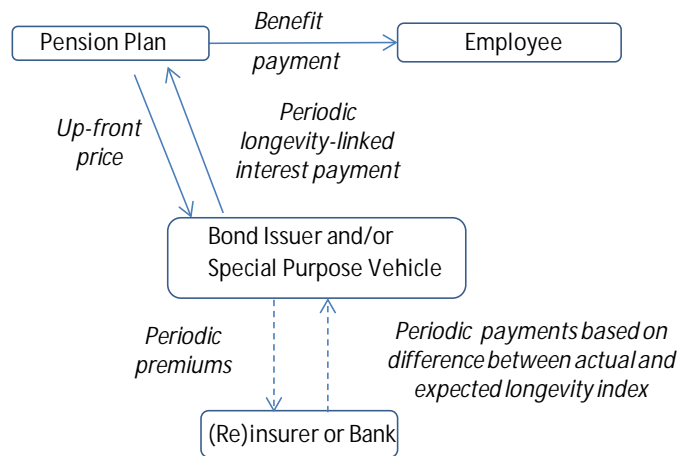 Pension Plan
Benefit
payment
Employee
Up-front
price
Periodic
longevity-linked
interest payment
Bond Issuer and/or
Special Purpose Vehicle
Periodic
premiums
Periodic payments based on
difference between actual and
expected longevity index
(Re)insurer or Bank